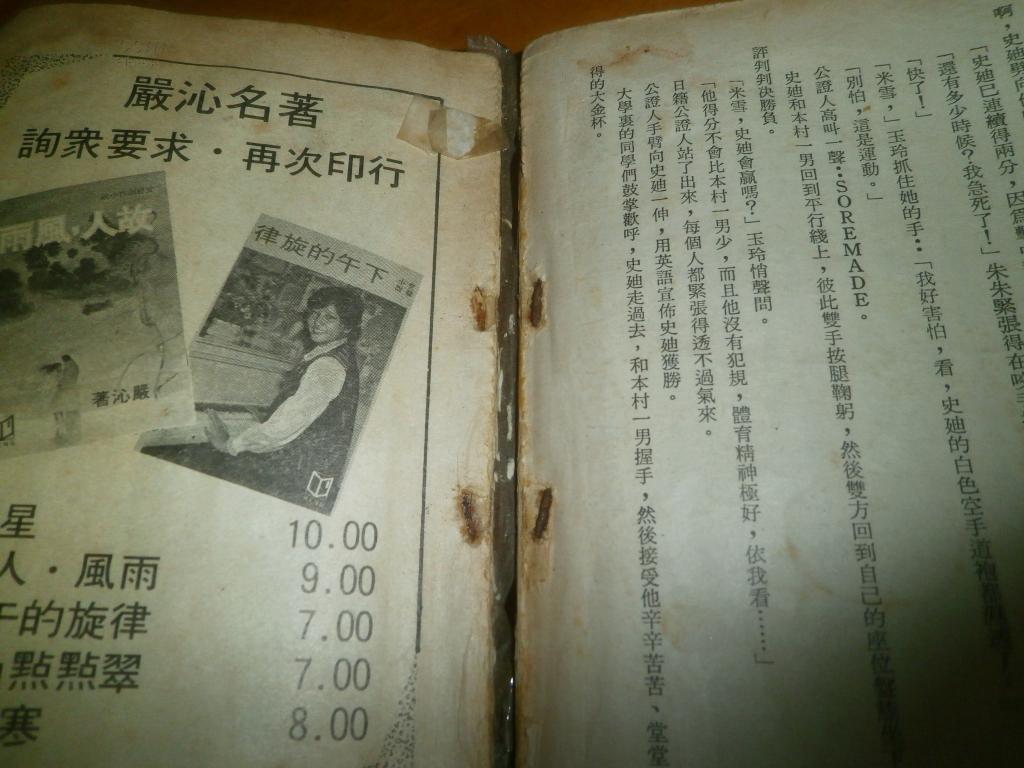 嚴沁名著
詢衆要求·再次印行
故人,風雨
嚴沁著
下午的旋律
星 10.00
人·風雨 9.00
午的旋律 7.00
點點翠 7.00
寒 8.00
「史廸已連續得兩分,因爲
「還有多少時候?我急死了!」朱朱緊張得在
「快了!」
「米雪,」玉玲抓住她的手:「我好害怕,看,史廸的白色空手道
「別怕,這是運動。」
公證人高叫一聲:SOREMADE。
史廸和本村一男回到平行綫上,彼此雙手按腿鞠躬,然後雙方回到自己的座位
評判判決勝負。
「米雪,史廸會贏嗎?」玉玲悄聲問。
「他得分不會比本村一男少,而且他沒有犯規,體育精神極好,依我看……」
日籍公證人站了出來,每個人都緊張得透不過氣來。
公證人手臂向史廸一伸,用英語宣佈史廸獲勝。
大學裏的同學們鼓掌歡呼,史廸走過去,和本村一男握手,然後接受他辛辛苦苦、堂堂
得的大金杯。